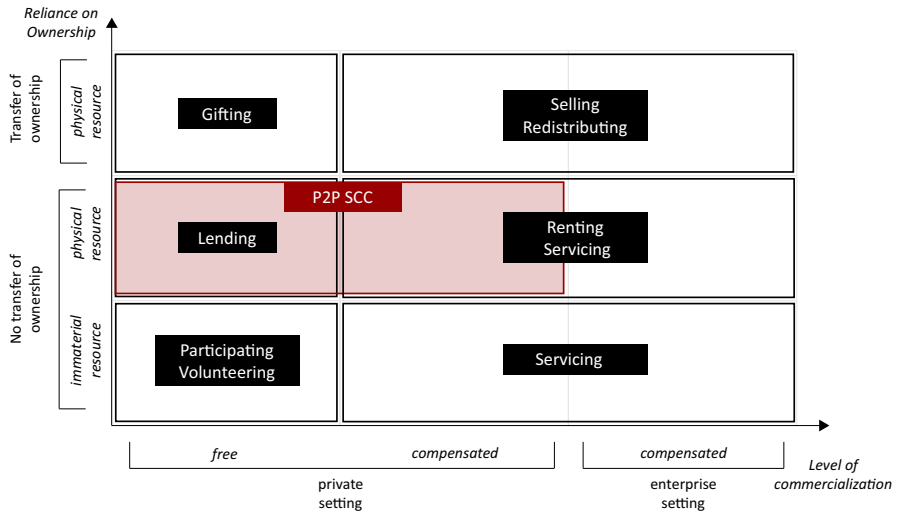 Reliance on
Ownership
Transfer of
ownership
physical
resource
Gifting
Selling
Redistributing
No transfer of
ownership
physical
resource
P2P SCC
Lending
Renting
Servicing
immaterial
resource
Participating
Volunteering
Servicing
free
compensated
compensated
private
setting
enterprise
setting
Level of
commercialization